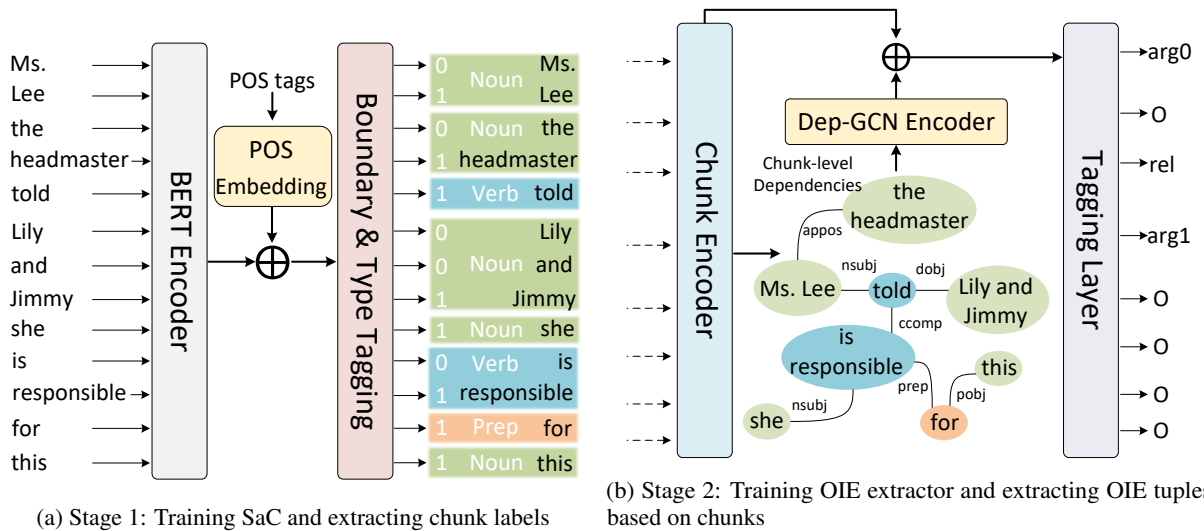 Ms.
Lee
the
headmaster
told
Lily
and
Jimmy
she
is
responsible
for
this
BERT Encoder
POS tags
POS
Embedding
Boundary & Type Tagging
0 Noun Ms.
1 Lee
0 Noun the
1 headmaster
1 Verb told
0 Lily
0 Noun and
1 Jimmy
1 Noun she
0 Verb is
1 responsible
1 Prep for
1 Noun this
(a) Stage 1: Training SaC and extracting chunk labels
Chunk Encoder
Dep-GCN Encoder
Chunk-level
Dependencies
the
headmaster
appos
Ms. Lee
nsubj
told
dobj
Lily and
Jimmy
ccomp
is
responsible
prep
pobj
this
she
nsubj
for
Tagging Layer
arg0
O
rel
arg1
O
O
O
O
(b) Stage 2: Training OIE extractor and extracting OIE tuples
based on chunks